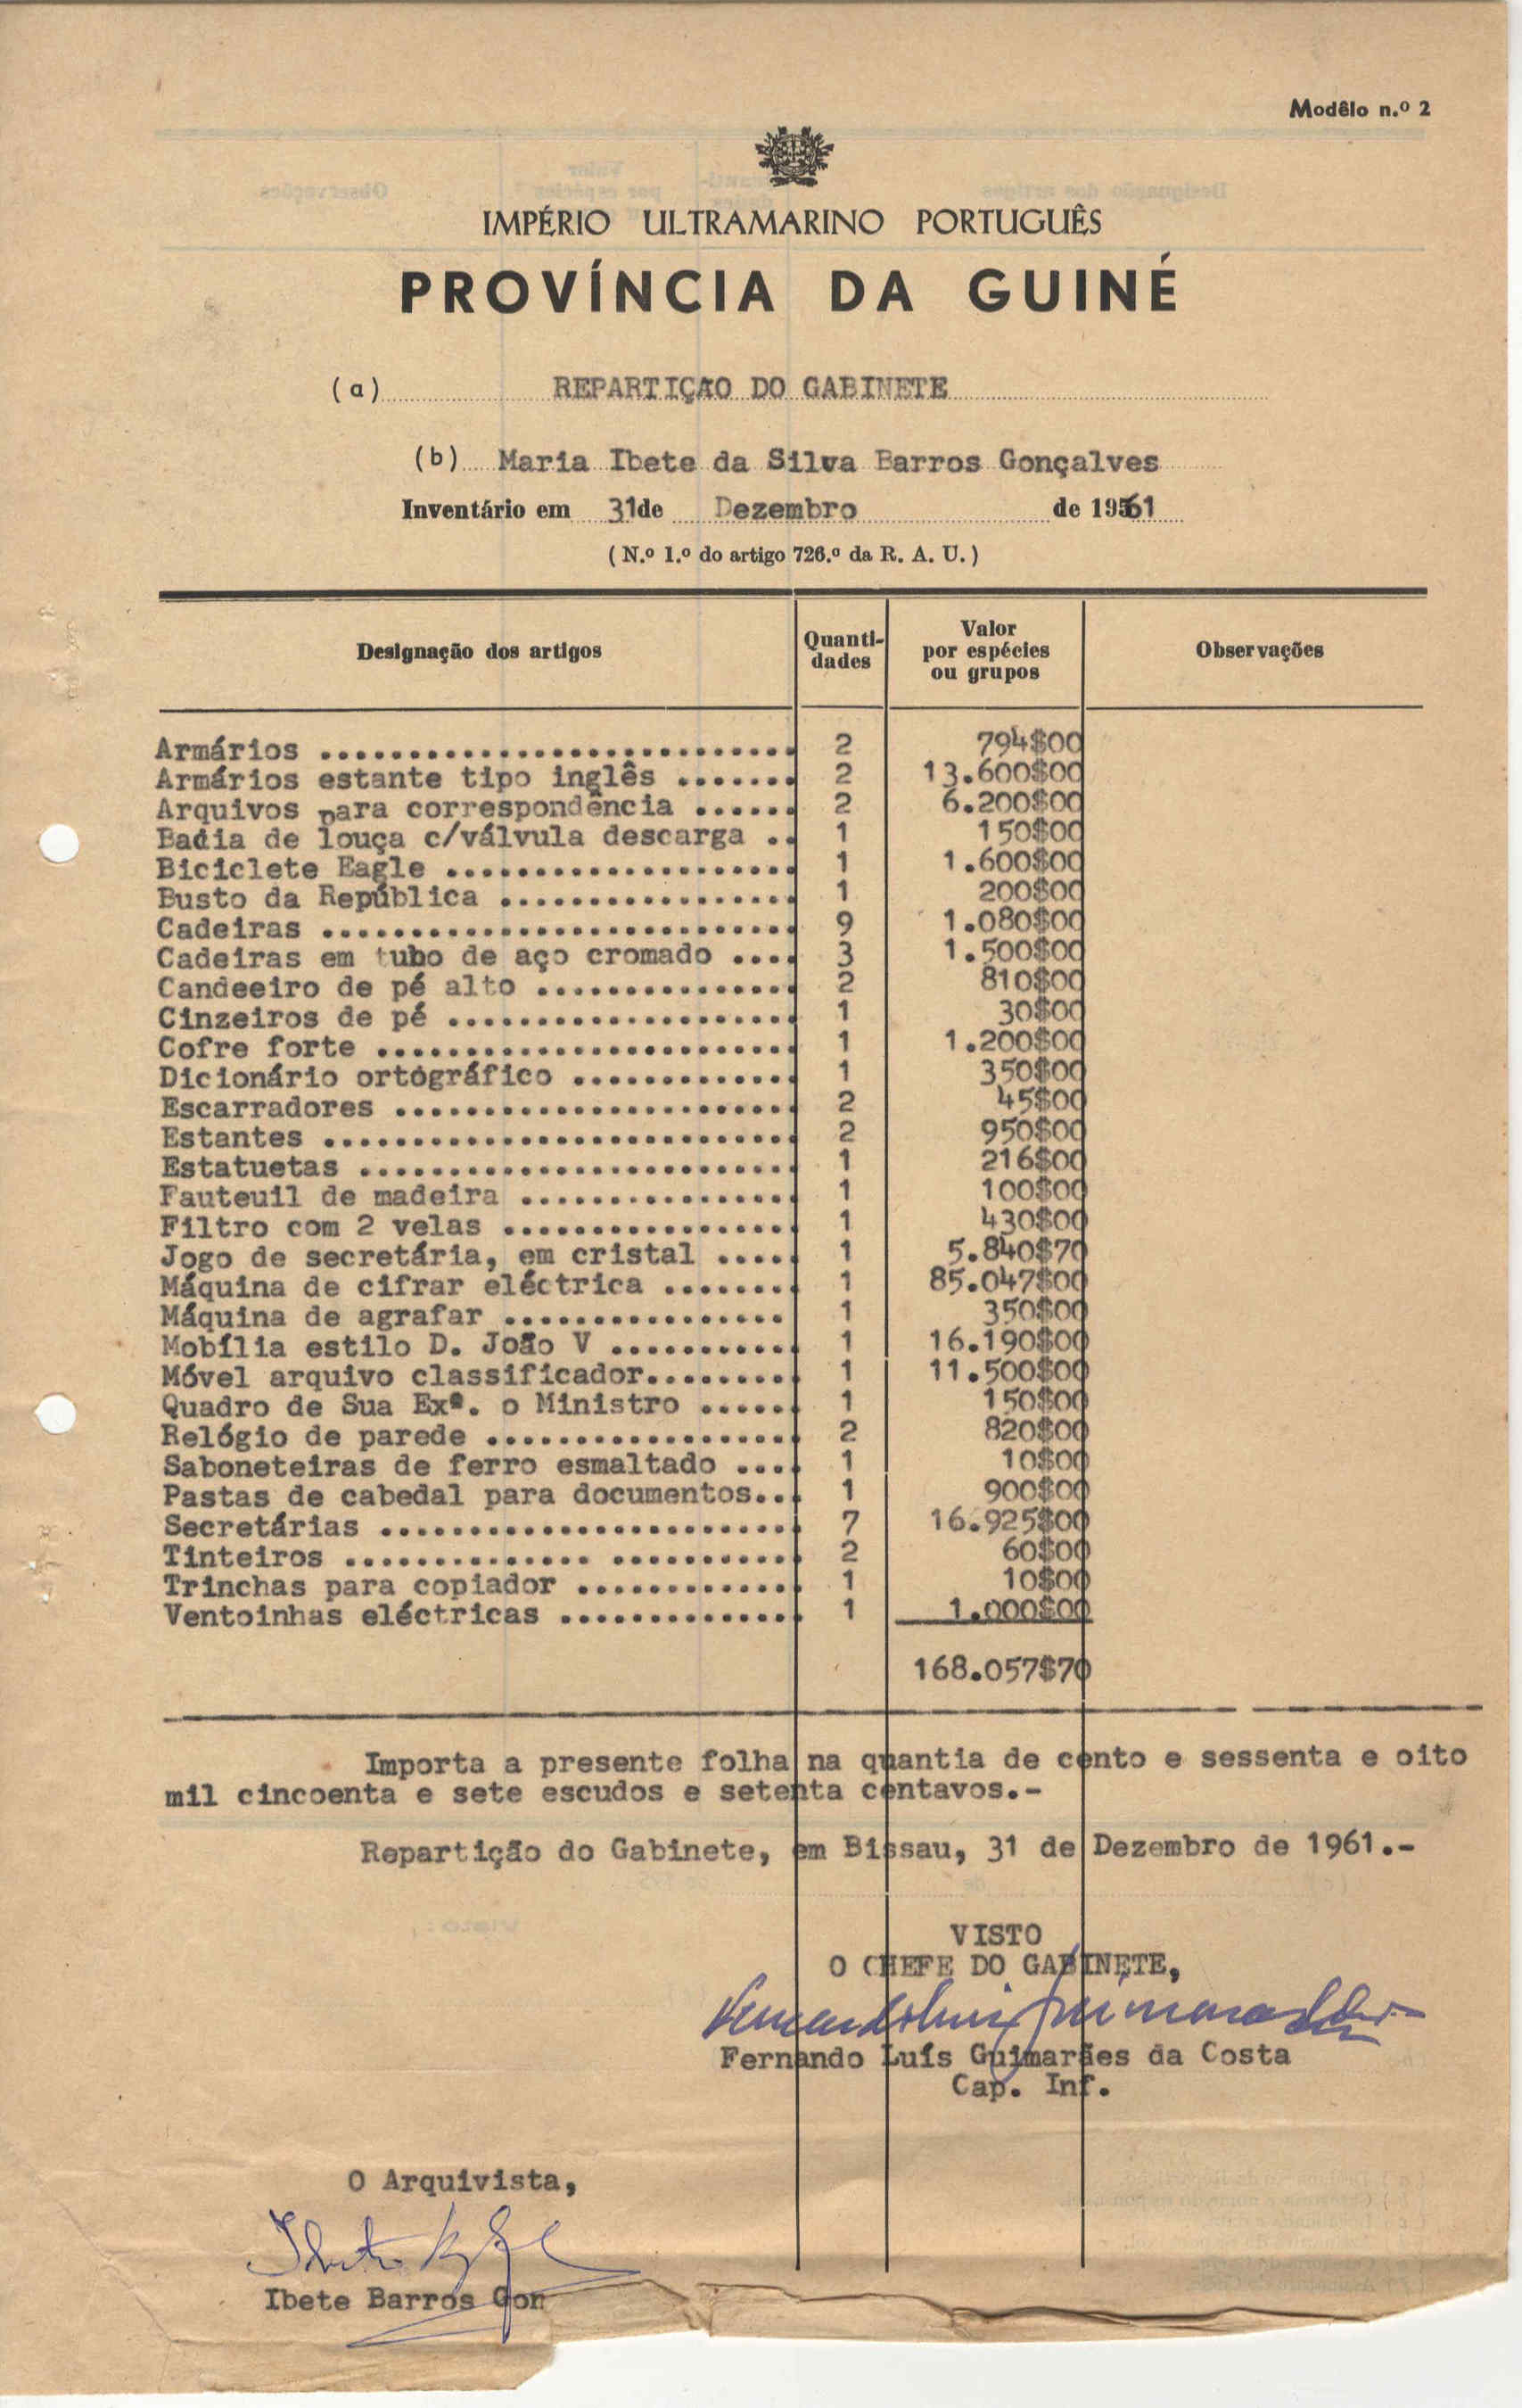 Modêlo n.º 2
IMPÉRIO ULTRAMARINO PORTUGUÊS
PROVÍNCIA DA GUINÉ
(a) REPARTIÇÃO DO GABINETE
(b) Maria Ibete da Silva Barros Gonçalves
Inventário em 31 de Dezembro de 1961
(N.º 1.º do artigo 726.º da R. A. U.)
Designação dos artigos Quanti-dades Valor por espécies ou grupos Observações
Armários ........................... 2 794$00
Armários estante tipo inglês ....... 2 13.600$00
Arquivos para correspondência ...... 2 6.200$00
Badia de louça c/válvula descarga .. 1 150$00
Biciclete Eagle .................... 1 1.600$00
Busto da República ................. 1 200$00
Cadeiras ........................... 9 1.080$00
Cadeiras em tubo de aço cromado .... 3 1.500$00
Candeeiro de pé alto ............... 2 810$00
Cinzeiros de pé .................... 1 30$00
Cofre forte ........................ 1 1.200$00
Dicionário ortógráfico ............. 1 350$00
Escarradores ....................... 2 45$00
Estantes ........................... 2 950$00
Estatuetas ......................... 1 216$00
Fauteuil de madeira ................ 1 100$00
Filtro com 2 velas ................. 1 430$00
Jogo de secretária, em cristal ..... 1 5.840$70
Máquina de cifrar eléctrica ........ 1 85.047$00
Máquina de agrafar ................ 1 350$00
Mobília estilo D. João V ........... 1 16.190$00
Móvel arquivo classificador......... 1 11.500$00
Quadro de Sua Exª. o Ministro ...... 1 150$00
Relógio de parede .................. 2 820$00
Saboneteiras de ferro esmaltado .... 1 10$00
Pastas de cabedal para documentos... 1 900$00
Secretárias ........................ 7 16.925$00
Tinteiros .............. ........... 2 60$00
Trinchas para copiador ............. 1 10$00
Ventoinhas eléctricas .............. 1 1.000$00
168.057$70
Importa a presente folha na quantia de cento e sessenta e oito
mil cincoenta e sete escudos e setenta centavos.-
Repartição do Gabinete, em Bissau, 31 de Dezembro de 1961.-
VISTO
O CHEFE DO GABINETE,
Fernando Luís Guimarães da Costa
Cap. Inf.
O Arquivista,
Ibete Barros Gon